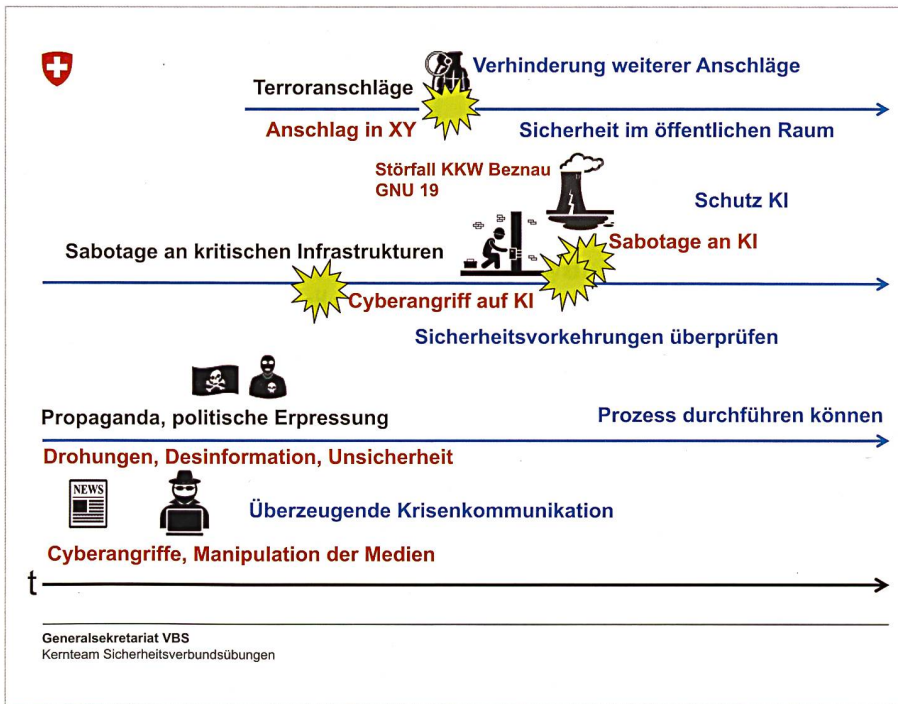 Verhinderung weiterer Anschläge
Terroranschläge
Anschlag in XY
Sicherheit im öffentlichen Raum
Störfall KKW Beznau
GNU 19
Schutz KI
Sabotage an kritischen Infrastrukturen
Sabotage an KI
Cyberangriff auf KI
Sicherheitsvorkehrungen überprüfen
Propaganda, politische Erpressung
Prozess durchführen können
Drohungen, Desinformation, Unsicherheit
NEWS
Überzeugende Krisenkommunikation
Cyberangriffe, Manipulation der Medien
t
Generalsekretariat VBS
Kernteam Sicherheitsverbundsübungen